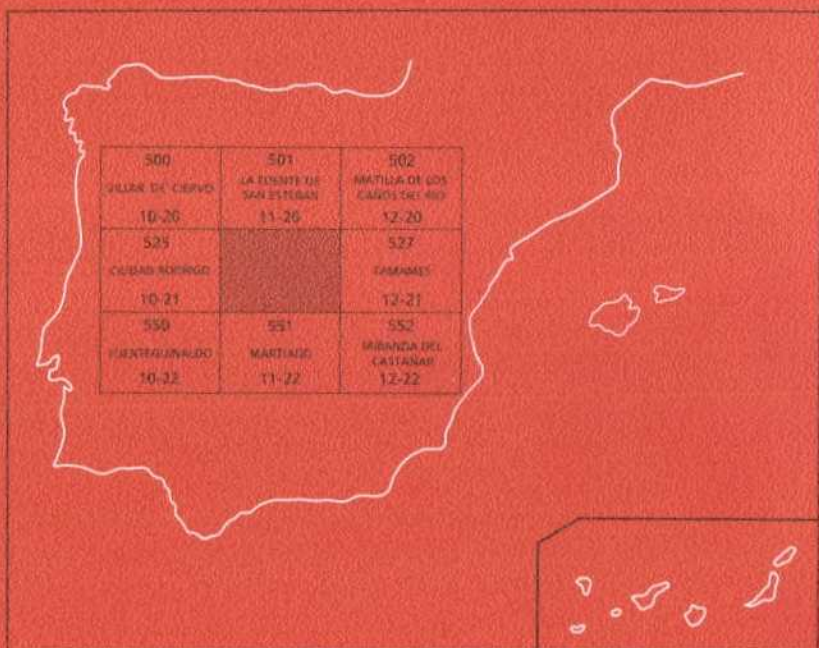 500
VILLAR DE CIERVO
10-20
501
LA FUENTE DE
SAN ESTEBAN
11-20
502
MATILLA DE LOS
CAÑOS DEL RIO
12-20
525
CIUDAD RODRIGO
10-21
527
TAMAMES
12-21
550
FUENTEGUINALDO
10-22
551
MARTIAGO
11-22
552
MIRANDA DEL
CASTAÑAR
12-22